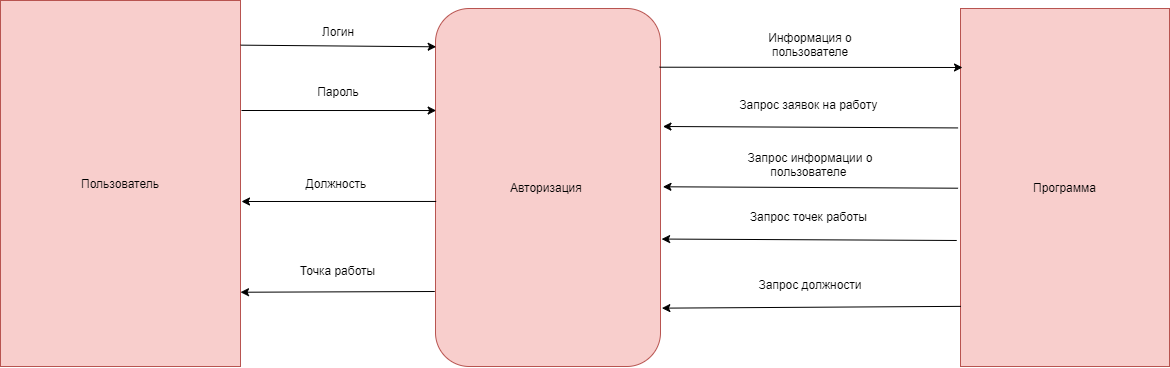 Логин
Пароль
Пользователь
Должность
Точка работы
Авторизация
Информация о
пользователе
Запрос заявок на работу
Запрос информации о
пользователе
Запрос точек работы
Запрос должности
Программа